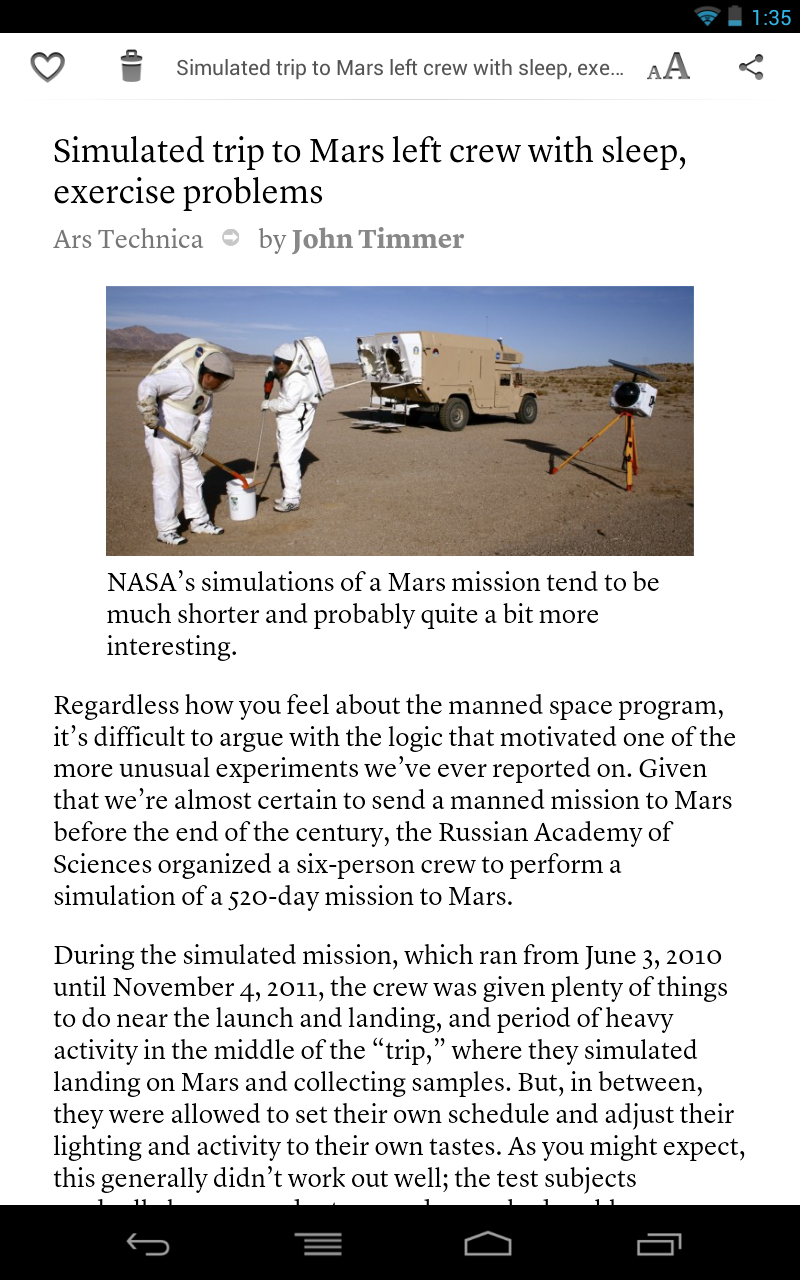 1:35
Simulated trip to Mars left crew with sleep, exe...
AA
Simulated trip to Mars left crew with sleep,
exercise problems
Ars Technica by John Timmer
NASA’s simulations of a Mars mission tend to be
much shorter and probably quite a bit more
interesting.
Regardless how you feel about the manned space program,
it’s difficult to argue with the logic that motivated one of the
more unusual experiments we’ve ever reported on. Given
that we’re almost certain to send a manned mission to Mars
before the end of the century, the Russian Academy of
Sciences organized a six-person crew to perform a
simulation of a 520-day mission to Mars.
During the simulated mission, which ran from June 3, 2010
until November 4, 2011, the crew was given plenty of things
to do near the launch and landing, and period of heavy
activity in the middle of the “trip,” where they simulated
landing on Mars and collecting samples. But, in between,
they were allowed to set their own schedule and adjust their
lighting and activity to their own tastes. As you might expect,
this generally didn’t work out well; the test subjects